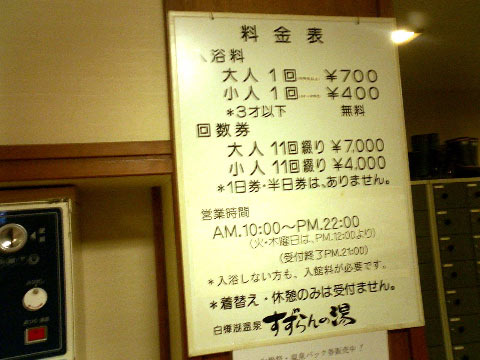 料金表
入浴料
大人 1回 ￥700
小人 1回 ￥400
*3才以下 無料
回数券
大人 11回綴り ￥7,000
小人 11回綴り ￥4,000
*1日券・半日券は、ありません。
営業時間
AM.10:00〜PM.22:00
(火・木曜日は、PM.12:00より)
(受付終了PM.21:00)
*入浴しない方も、入館料が必要です。
*着替え・休憩のみは受付ません。
白樺湖温泉 すずらんの湯